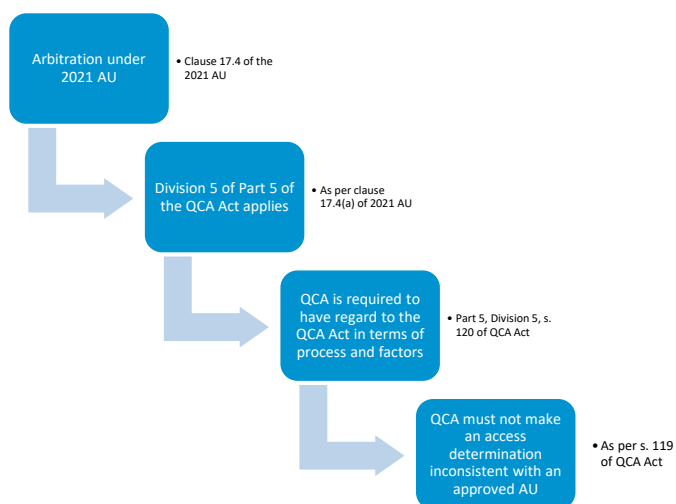 Arbitration under
2021 AU
• Clause 17.4 of the
2021 AU
Division 5 of Part 5 of
the QCA Act applies
• As per clause
17.4(a) of 2021 AU
QCA is required to
have regard to the
QCA Act in terms of
process and factors
• Part 5, Division 5, s.
120 of QCA Act
QCA must not make
an access
determination
inconsistent with an
approved AU
• As per s. 119
of QCA Act